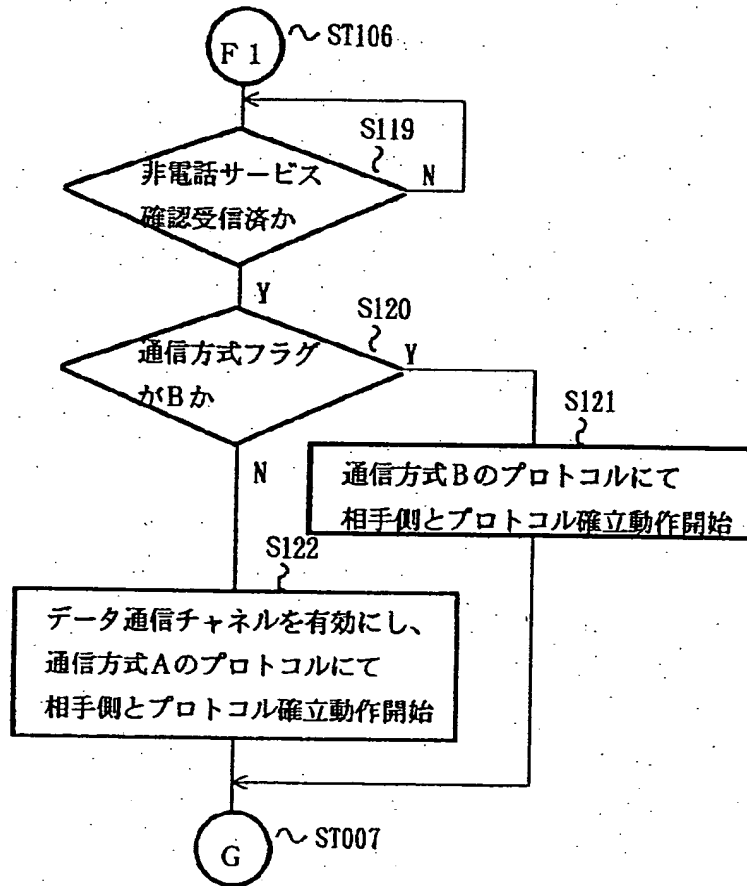 F1
ST106
S119
非電話サービス
確認受信済か
N
Y
S120
通信方式フラグ
がBか
Y
N
S121
通信方式Bのプロトコルにて
相手側とプロトコル確立動作開始
S122
データ通信チャネルを有効にし、
通信方式Aのプロトコルにて
相手側とプロトコル確立動作開始
G
ST007